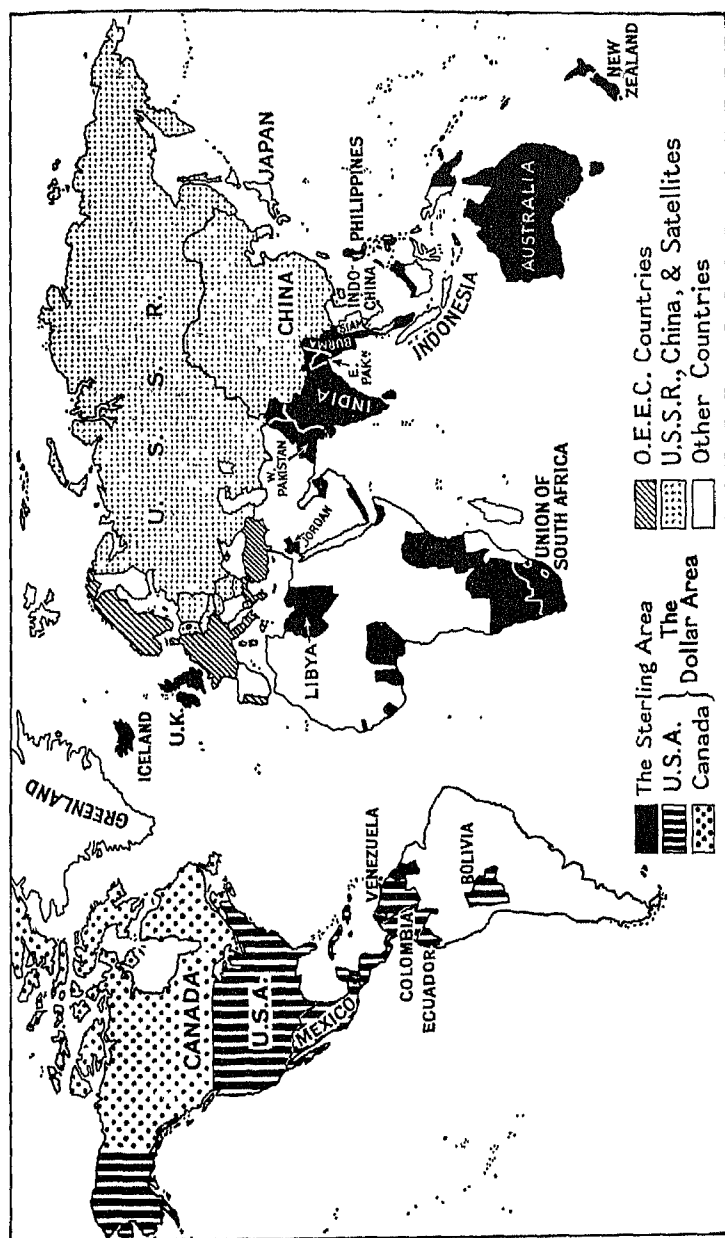 GREENLAND
ICELAND
U.K.
U. S. S. R.
CANADA
U.S.A.
MEXICO
JAPAN
CHINA
W.
PAKISTAN
JORDAN
LIBYA
INDIA
E.
PAKN
BURMA
SIAM
INDO-
CHINA
PHILIPPINES
INDONESIA
VENEZUELA
COLOMBIA
ECUADOR
BOLIVIA
UNION OF
SOUTH AFRICA
AUSTRALIA
NEW
ZEALAND
The Sterling Area
U.S.A. } The
Canada } Dollar Area
O.E.E.C. Countries
U.S.S.R., China, & Satellites
Other Countries